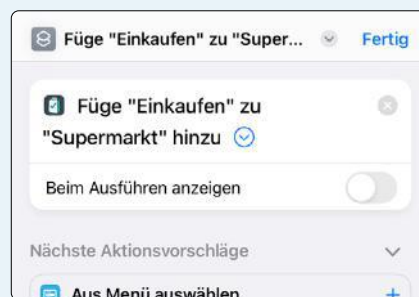 Füge "Einkaufen" zu "Super... Fertig
Füge "Einkaufen" zu
"Supermarkt" hinzu
Beim Ausführen anzeigen
Nächste Aktionsvorschläge
Aus Menü auswählen